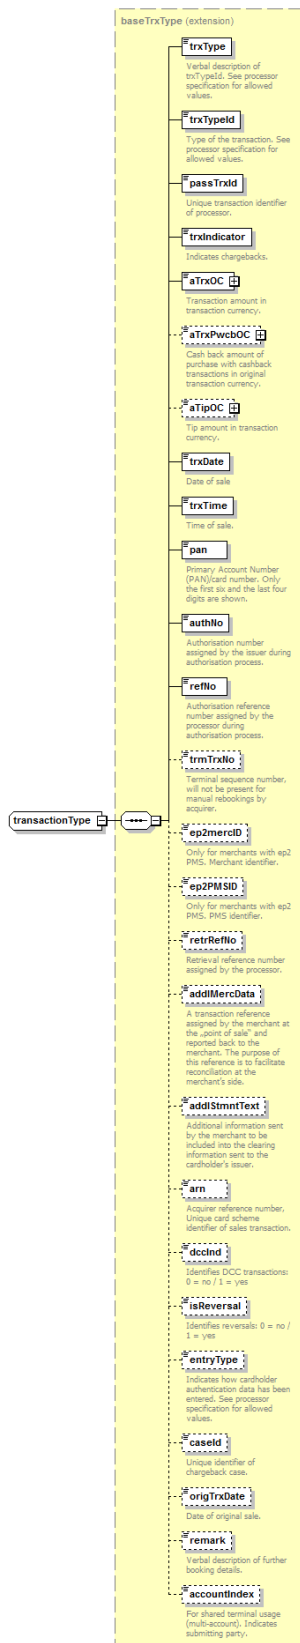 baseTrxType (extension)
trxType
Verbal description of
trxTypeId. See processor
specification for allowed
values.
trxTypeId
Type of the transaction. See
processor specification for
allowed values.
passTrxId
Unique transaction identifier
of processor.
trxIndicator
Indicates chargebacks.
aTrxOC
Transaction amount in
transaction currency.
aTrxPwcbOC
Cash back amount of
purchase with cashback
transactions in original
transaction currency.
aTipOC
Tip amount in transaction
currency.
trxDate
Date of sale
trxTime
Time of sale.
pan
Primary Account Number
(PAN)/card number. Only
the first six and the last four
digits are shown.
authNo
Authorisation number
assigned by the issuer during
authorisation process.
refNo
Authorisation reference
number assigned by the
processor during
authorisation process.
trmTrxNo
Terminal sequence number,
will not be present for
manual rebookings by
acquirer.
transactionType
ep2mercID
Only for merchants with ep2
PMS. Merchant identifier.
ep2PMSID
Only for merchants with ep2
PMS. PMS identifier.
retrRefNo
Retrieval reference number
assigned by the processor.
addlMercData
A transaction reference
assigned by the merchant at
the „point of sale" and
reported back to the
merchant. The purpose of
this reference is to facilitate
reconciliation at the
merchant's side.
addlStmntText
Additional information sent
by the merchant to be
included into the clearing
information sent to the
cardholder's issuer.
arn
Acquirer reference number.
Unique card scheme
identifier of sales transaction.
dccInd
Identifies DCC transactions:
0 = no / 1 = yes
isReversal
Identifies reversals: 0 = no /
1 = yes
entryType
Indicates how cardholder
authentication data has been
entered. See processor
specification for allowed
values.
caseId
Unique identifier of
chargeback case.
origTrxDate
Date of original sale.
remark
Verbal description of further
booking details.
accountIndex
For shared terminal usage
(multi-account). Indicates
submitting party.